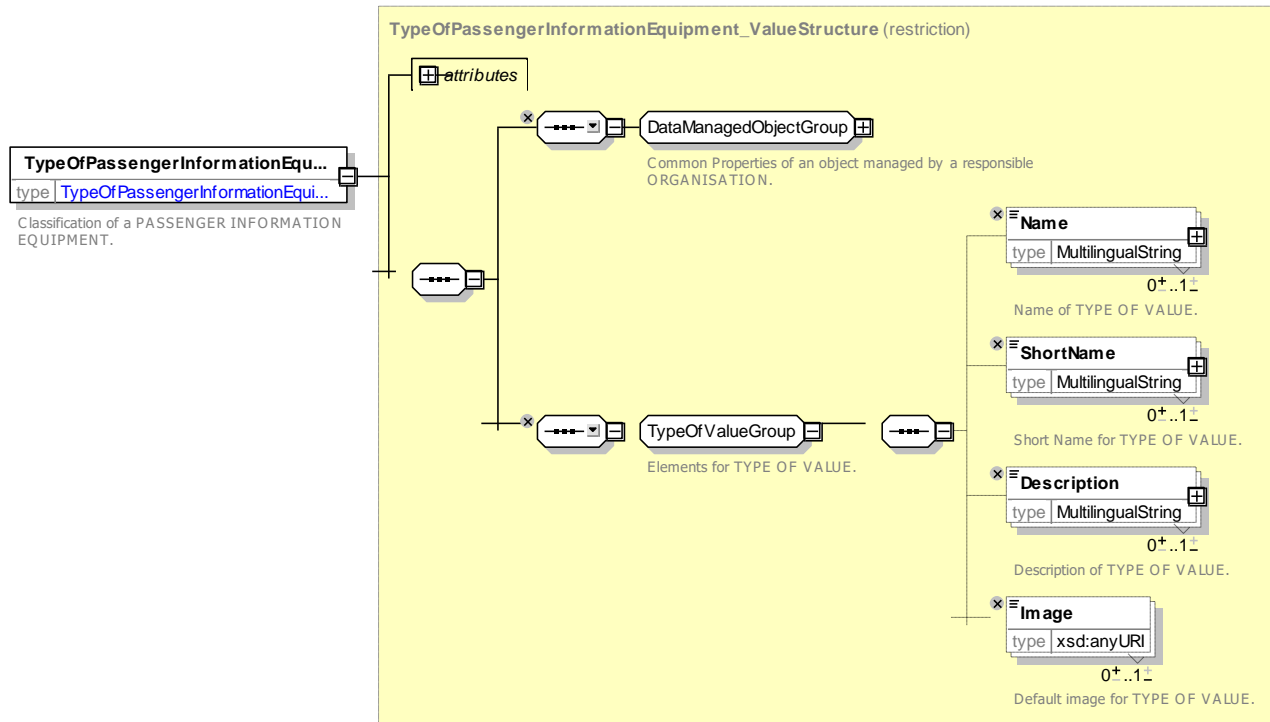 TypeOfPassengerInformationEquipment_ValueStructure (restriction)
attributes
DataManagedObjectGroup
Common Properties of an object managed by a responsible
ORGANISATION.
TypeOfPassengerInformationEqu...
type TypeOfPassengerInformationEqui...
Classification of a PASSENGER INFORMATION
EQUIPMENT.
Name
type MultilingualString
0..1
Name of TYPE OF VALUE.
ShortName
type MultilingualString
0..1
Short Name for TYPE OF VALUE.
TypeOfValueGroup
Elements for TYPE OF VALUE.
Description
type MultilingualString
0..1
Description of TYPE OF VALUE.
Image
type xsd:anyURI
0..1
Default image for TYPE OF VALUE.